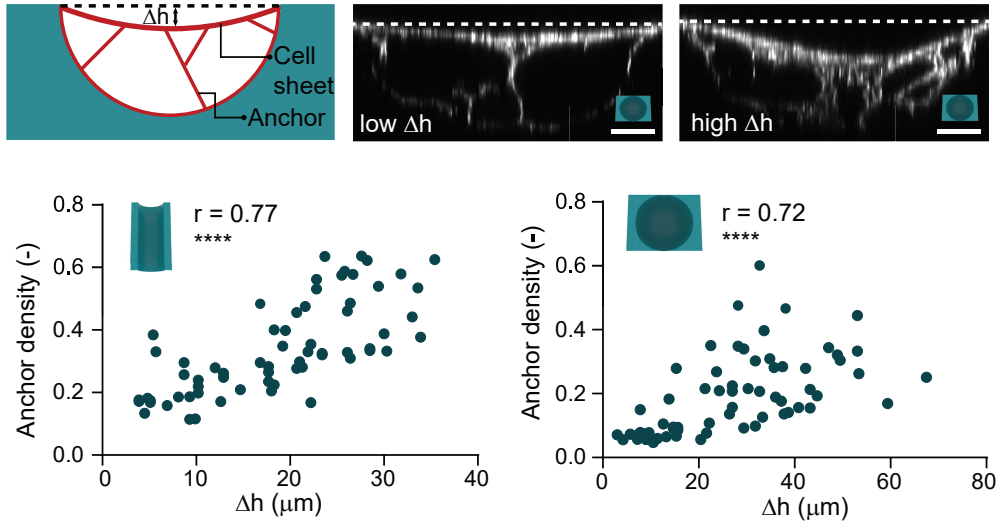 Δh
Cell
sheet
Anchor
low Δh
high Δh
r = 0.77
****
Anchor density (-)
0.8
0.6
0.4
0.2
0.0
0
10
20
30
40
Δh (μm)
r = 0.72
****
Anchor density (-)
0.8
0.6
0.4
0.2
0.0
0
20
40
60
80
Δh (μm)